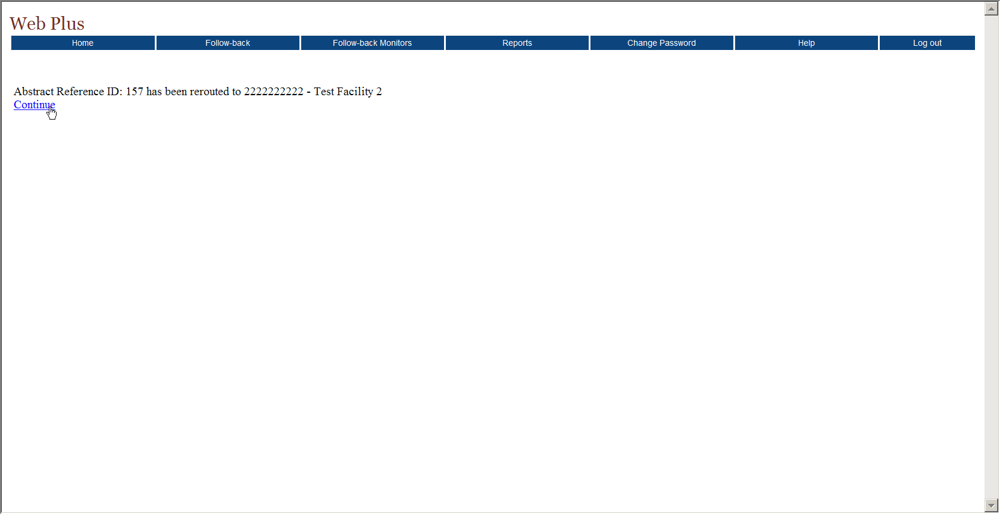 Web Plus
Home Follow-back Follow-back Monitors Reports Change Password Help Log out
Abstract Reference ID: 157 has been rerouted to 2222222222 - Test Facility 2
Continue